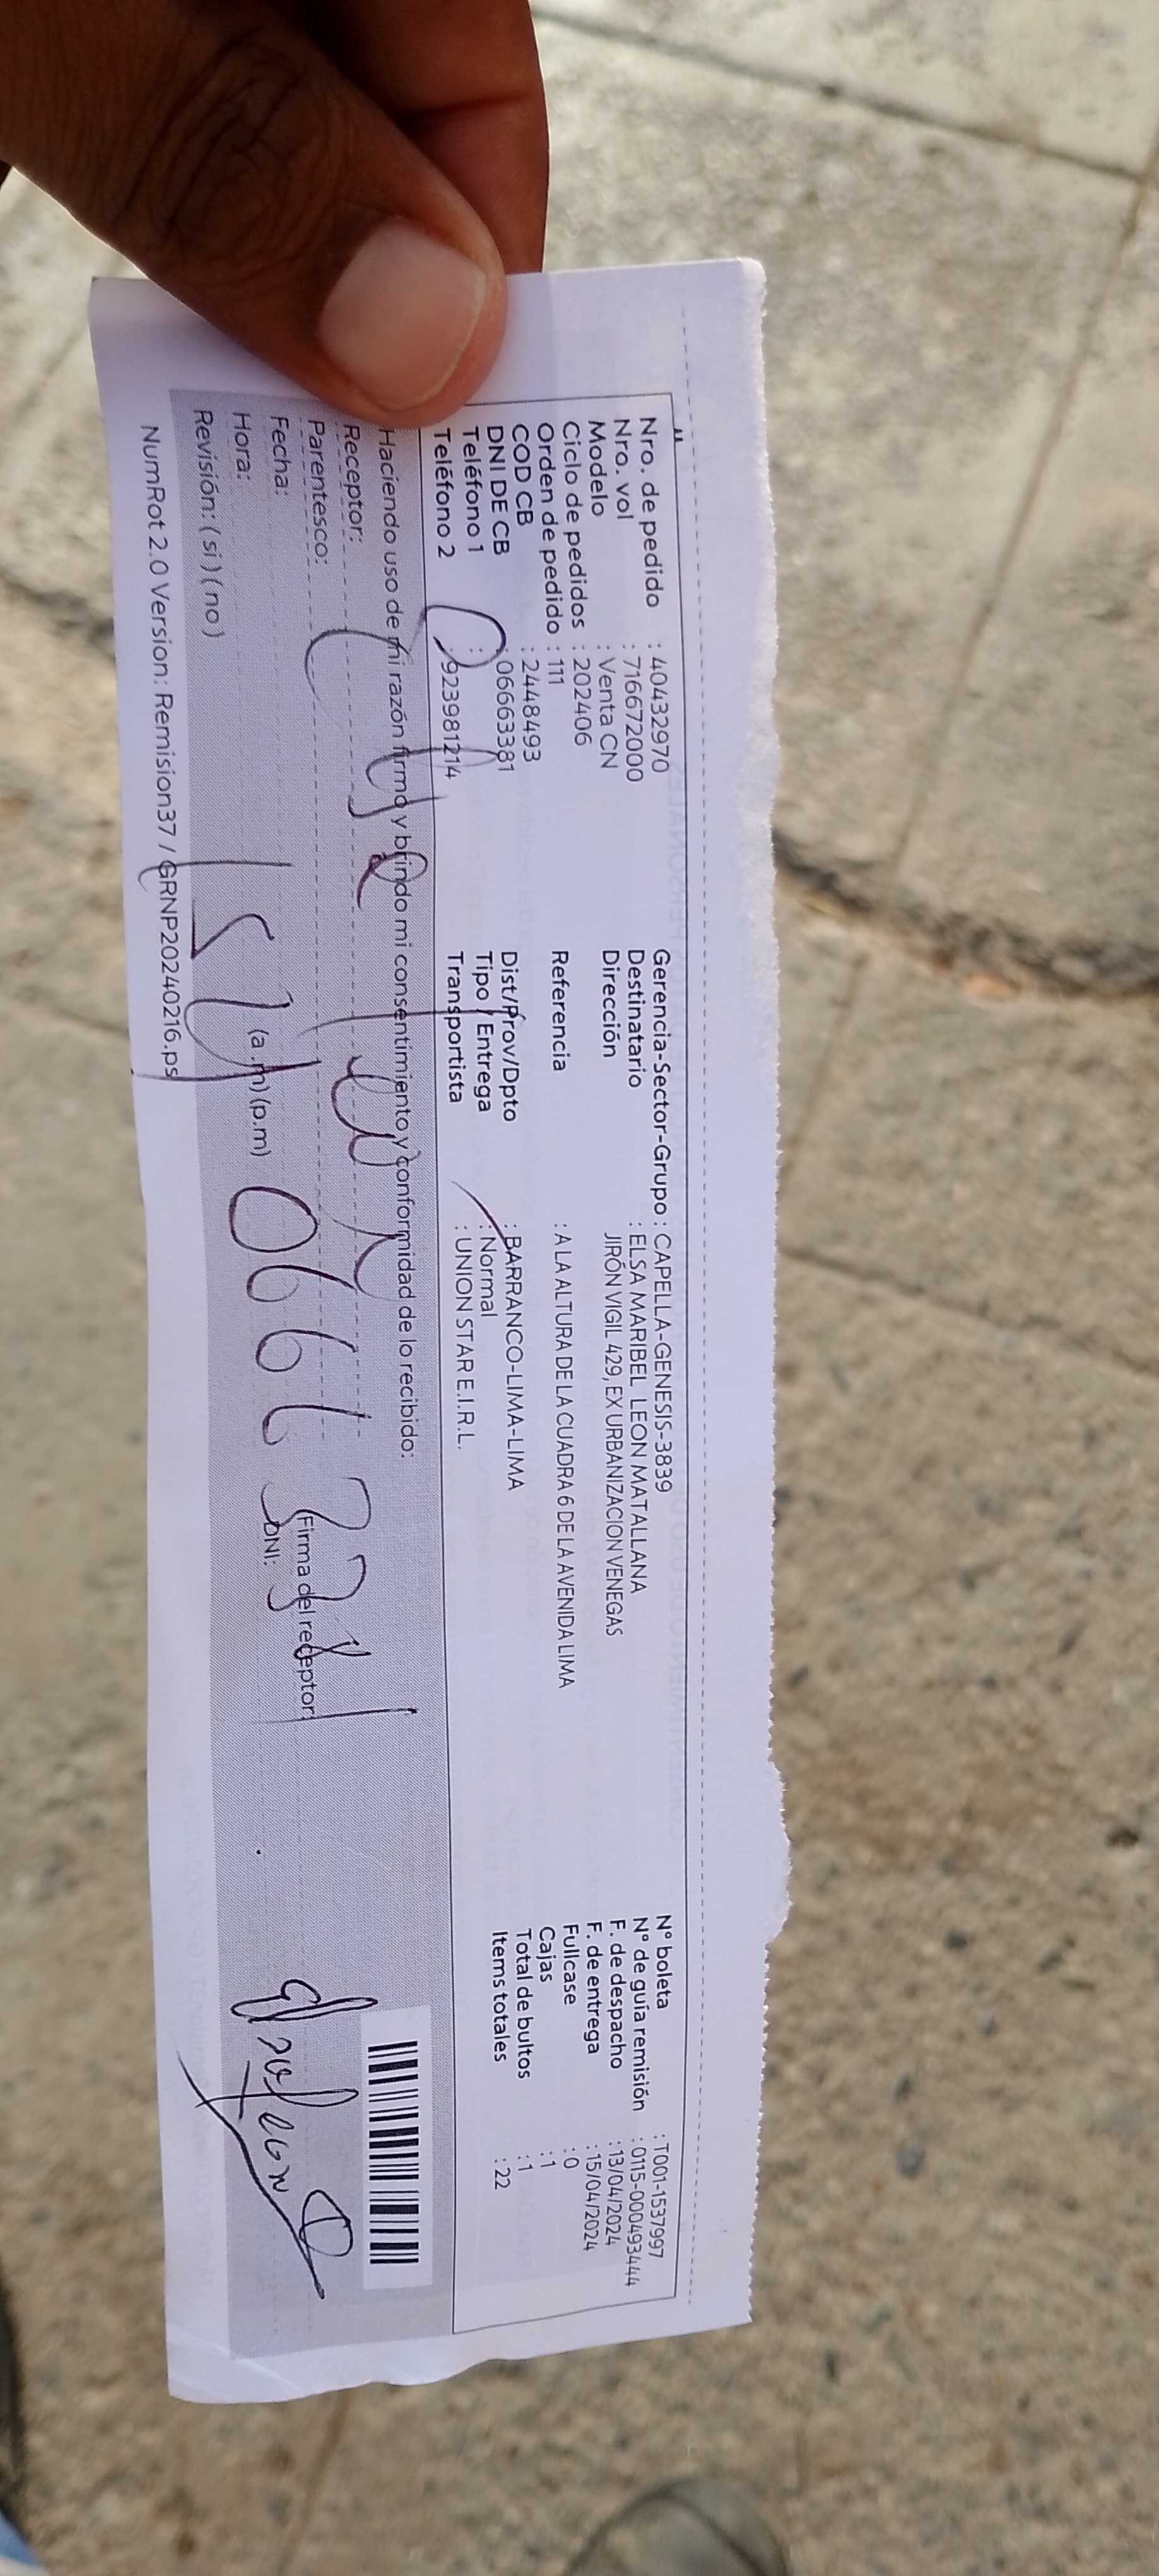 Nro. de pedido : 40432970
Nro. vol : 716672000
Modelo : Venta CN
Ciclo de pedidos : 202406
Orden de pedido : 111
COD CB : 2448493
DNI DE CB : 06663381
Teléfono 1 :
Teléfono 2 923981214
Gerencia-Sector-Grupo : CAPELLA-GENESIS-3839
Destinatario : ELSA MARIBEL LEON MATALLANA
Dirección JIRÓN VIGIL 429, EX URBANIZACION VENEGAS
Referencia : A LA ALTURA DE LA CUADRA 6 DE LA AVENIDA LIMA
Dist/Prov/Dpto : BARRANCO-LIMA-LIMA
Tipo / Entrega : Normal
Transportista : UNION STAR E.I.R.L.
N° boleta : T001-1537997
N° de guía remisión : 0115-000493444
F. de despacho : 13/04/2024
F. de entrega : 15/04/2024
Fullcase : 0
Cajas : 1
Total de bultos : 1
Items totales : 22
Haciendo uso de mi razón firmo y brindo mi consentimiento y conformidad de lo recibido:
Receptor:
Parentesco:
Fecha:
Hora: (a.m) (p.m)
Revisión: ( si ) ( no )
06663381
Firma del receptor:
DNI:
NumRot 2.0 Version: Remision37 / GRNP20240216.ps